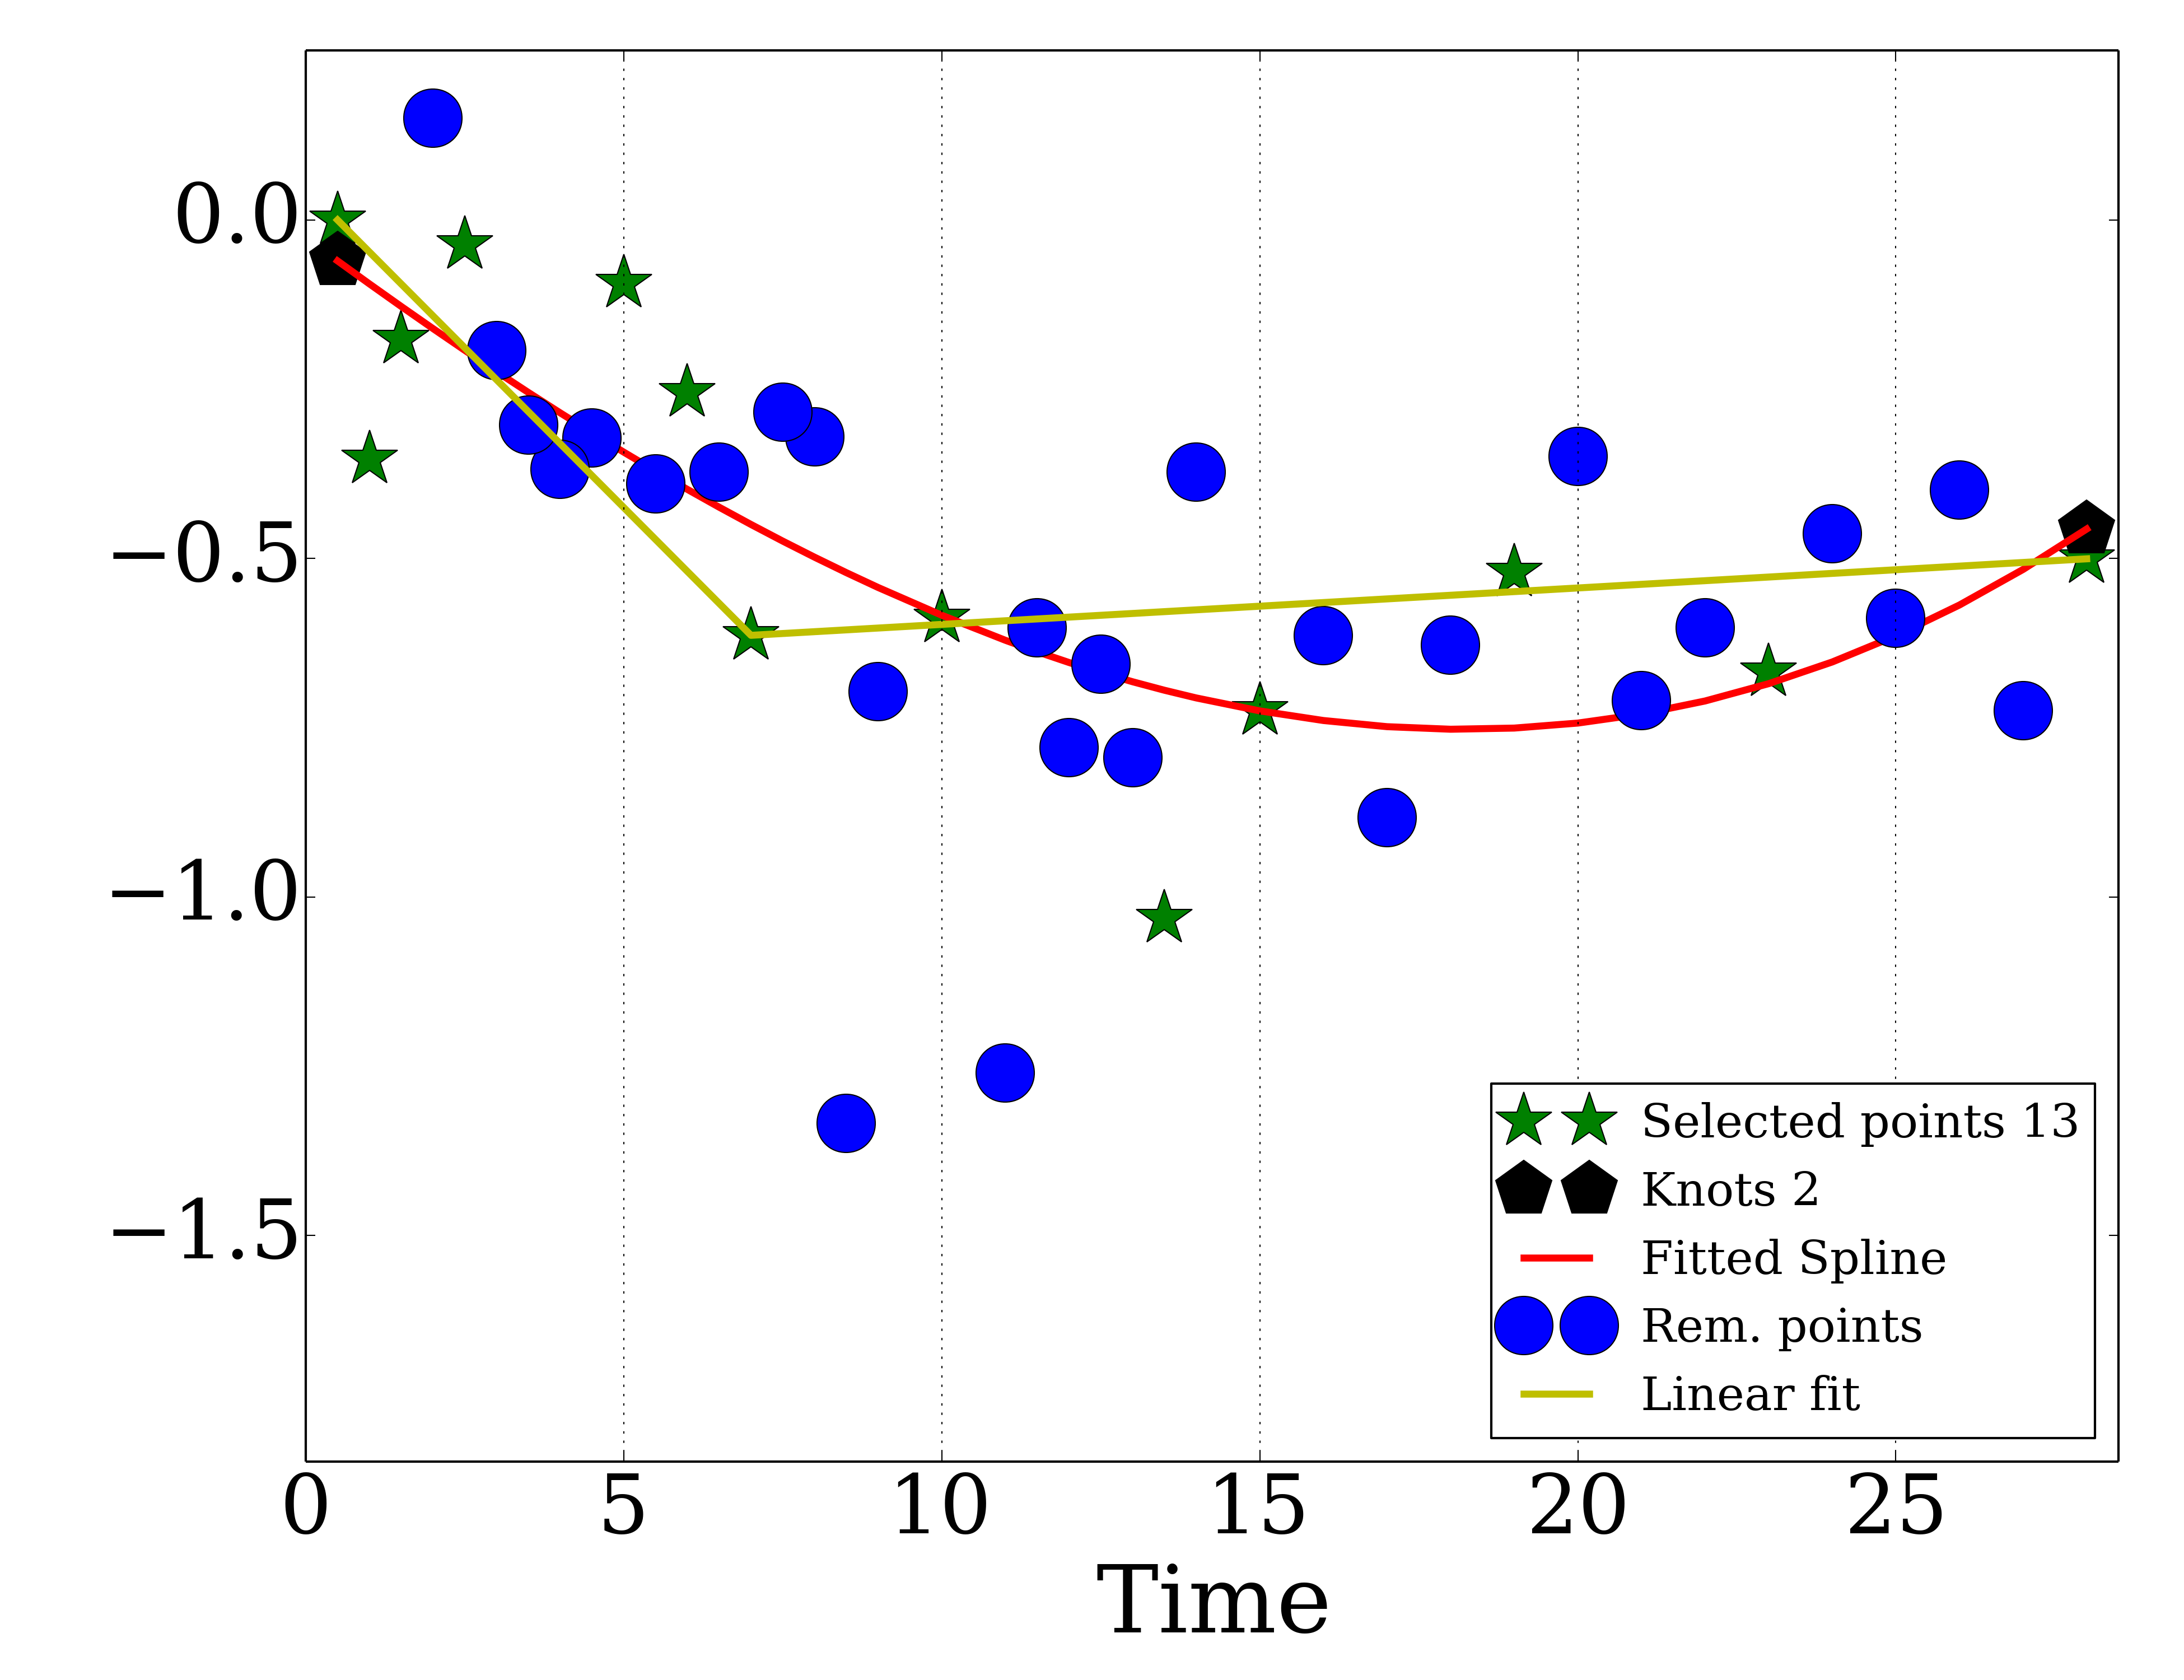 0.0
−0.5
−1.0
−1.5
0 5 10 15 20 25
Time
Selected points 13
Knots 2
Fitted Spline
Rem. points
Linear fit